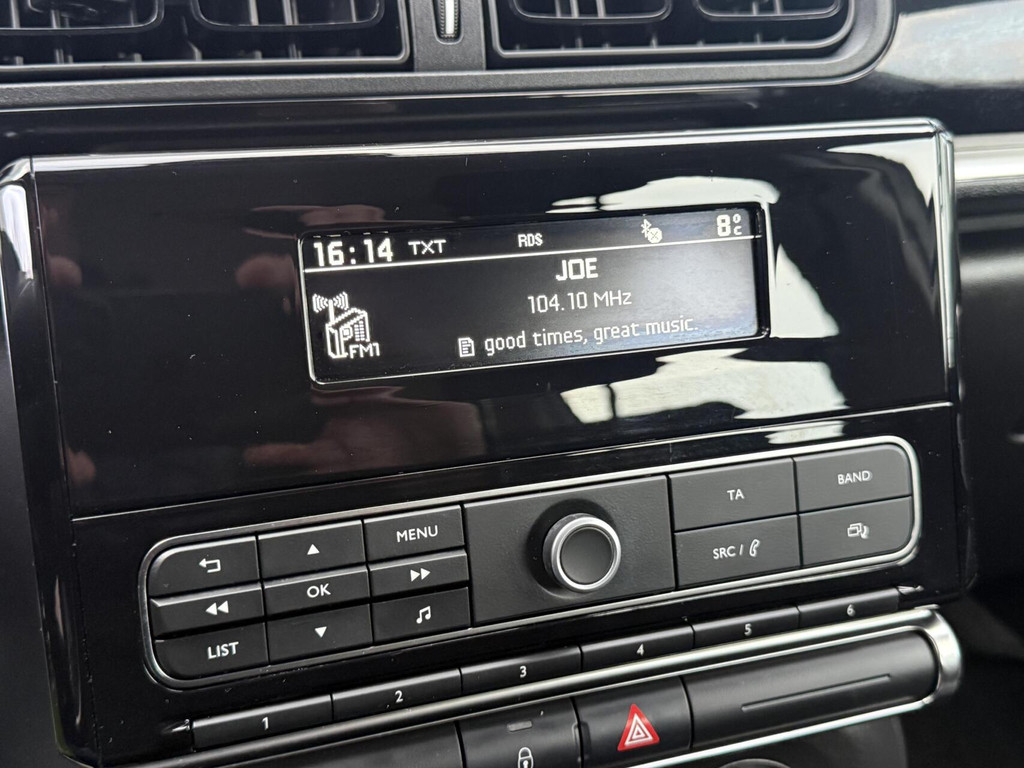 16:14 TXT RDS 8°C
JOE
104.10 MHz
FM1
good times, great music.
MENU
TA
BAND
OK
SRC /
LIST
1 2 3 4 5 6